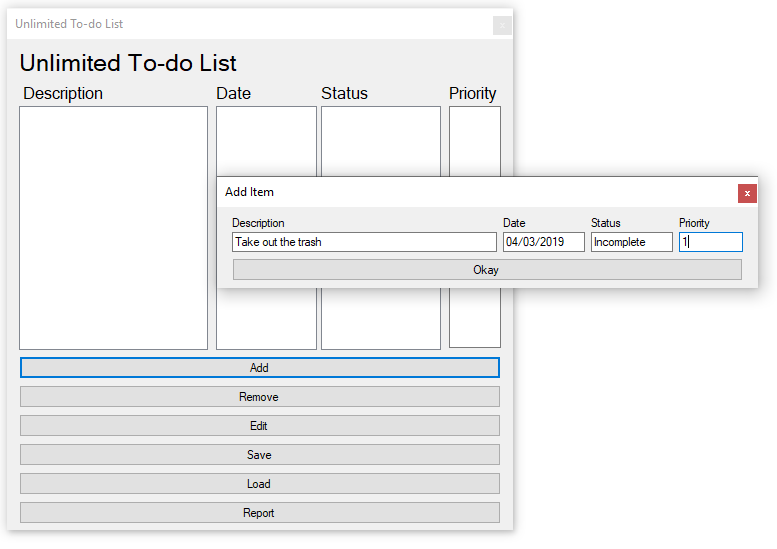 Unlimited To-do List
Unlimited To-do List
Description Date Status Priority
Add Item
Description Date Status Priority
Take out the trash 04/03/2019 Incomplete 1
Okay
Add
Remove
Edit
Save
Load
Report